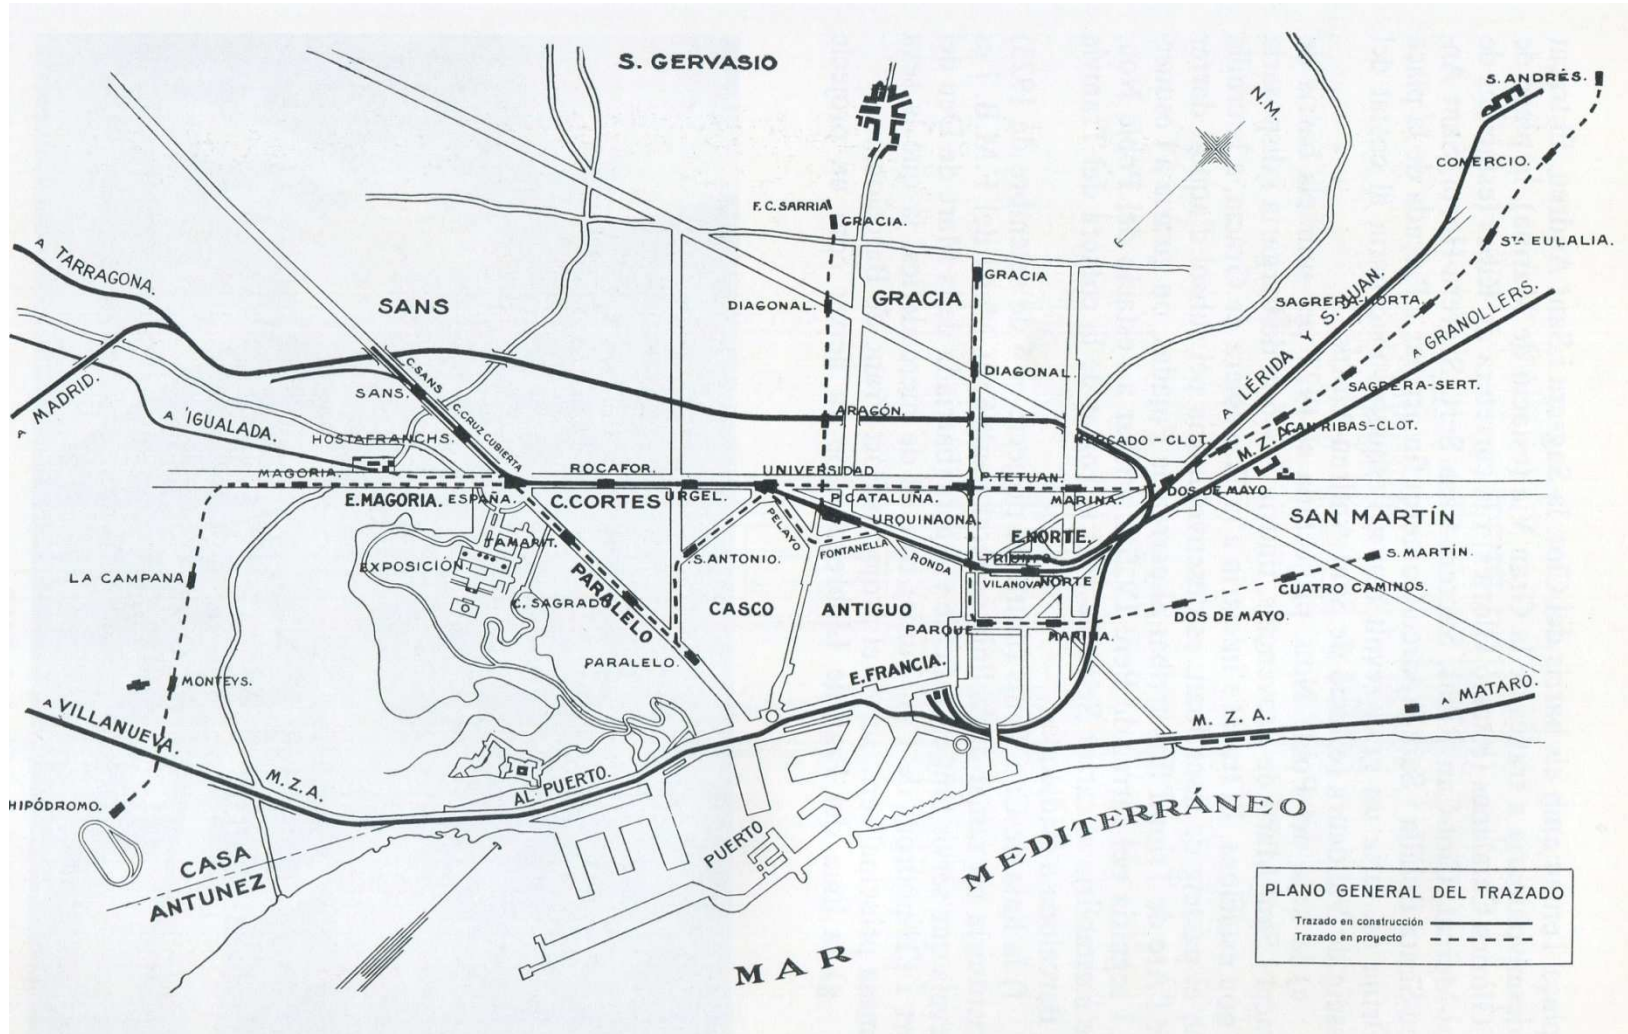 S. GERVASIO
N.M.
S. ANDRÉS.
COMERCIO.
STA EULALIA.
F.C. SARRIA
GRACIA.
A TARRAGONA.
SANS
DIAGONAL.
GRACIA
GRACIA
SAGRERA-HORTA.
A LÉRIDA Y S. JUAN.
A GRANOLLERS.
C. SANS
SANS.
DIAGONAL.
SAGRERA-SERT.
A MADRID.
A IGUALADA.
C. CRUZ CUBIERTA
HOSTAFRANCHS.
ARAGÓN.
MERCADO-CLOT.
CAN RIBAS-CLOT.
M. Z. A.
MAGORIA.
ROCAFOR.
UNIVERSIDAD
P. TETUAN.
E. MAGORIA.
ESPAÑA.
C. CORTES
URGEL.
P. CATALUÑA.
MARINA.
DOS DE MAYO.
PELAYO
URQUINAONA.
SAN MARTÍN
TAMARIT.
FONTANELLA
RONDA
E. NORTE.
TRIUNFO
S. MARTÍN.
LA CAMPANA
EXPOSICIÓN
S. ANTONIO.
VILANOVA
NORTE
CUATRO CAMINOS.
C. SAGRADO
PARALELO
CASCO ANTIGUO
DOS DE MAYO.
PARQUE
MARINA.
PARALELO.
E. FRANCIA.
MONTEYS.
A VILLANUEVA.
M. Z. A.
A MATARÓ.
M. Z. A.
AL PUERTO.
HIPÓDROMO.
PUERTO
CASA
ANTUNEZ
MAR MEDITERRÁNEO
PLANO GENERAL DEL TRAZADO
Trazado en construcción
Trazado en proyecto